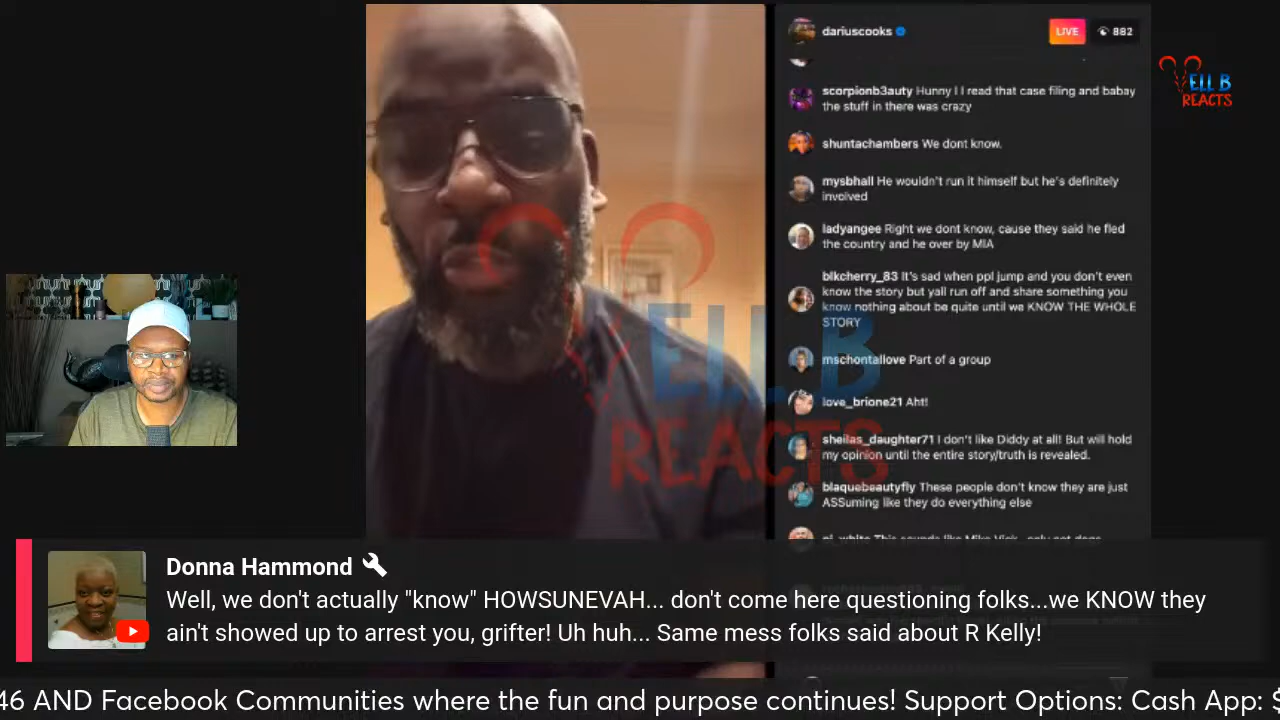 dariuscooks
LIVE
882
ELL B
REACTS
scorpionb3auty Hunny I I read that case filing and babay
the stuff in there was crazy
shuntachambers We dont know.
mysbhall He wouldn't run it himself but he's definitely
involved
ladyangee Right we dont know, cause they said he fled
the country and he over by MIA
blkcherry_83 It's sad when ppl jump and you don't even
know the story but yall run off and share something you
know nothing about be quite until we KNOW THE WHOLE
STORY
mschontallove Part of a group
love_brione21 Aht!
sheilas_daughter71 I don't like Diddy at all! But will hold
my opinion until the entire story/truth is revealed.
blaquebeautyfly These people don't know they are just
ASSuming like they do everything else
ELL B
REACTS
Donna Hammond
Well, we don't actually "know" HOWSUNEVAH... don't come here questioning folks...we KNOW they
ain't showed up to arrest you, grifter! Uh huh... Same mess folks said about R Kelly!
46 AND Facebook Communities where the fun and purpose continues! Support Options: Cash App: $